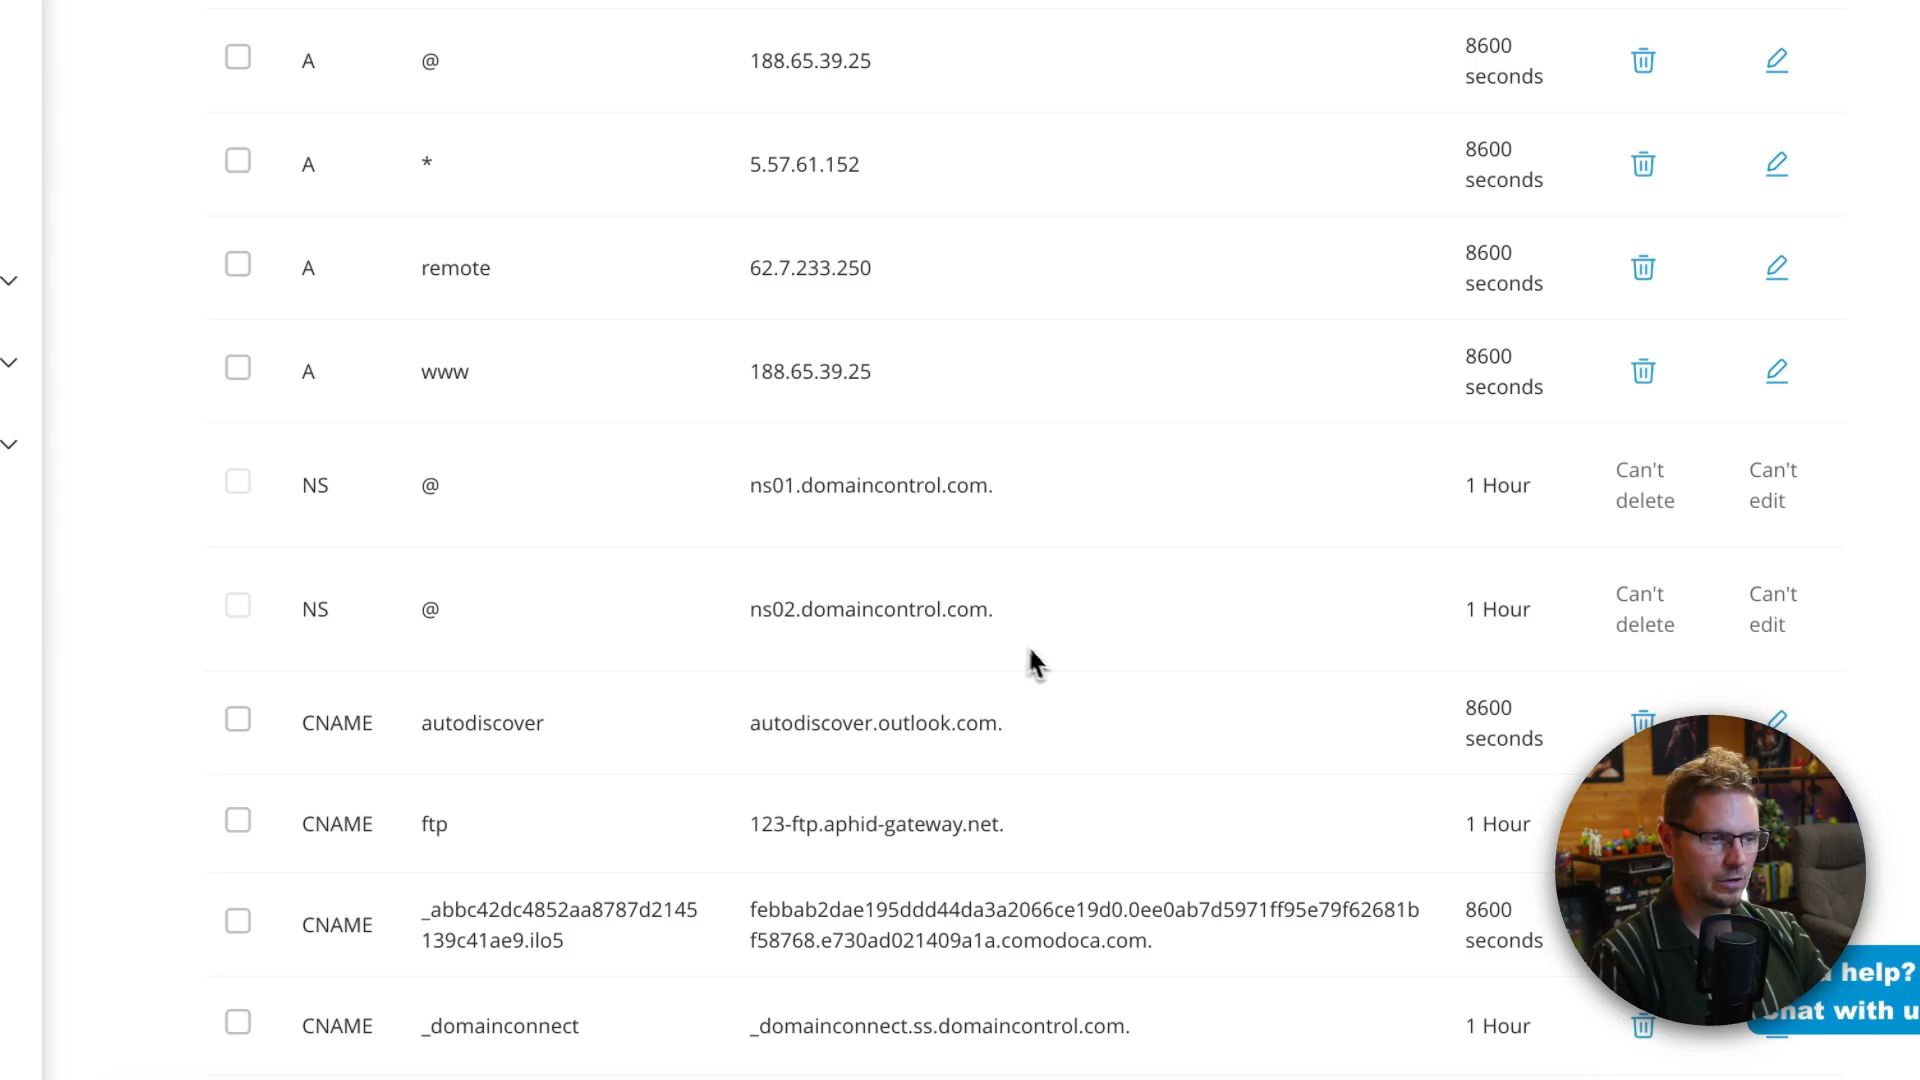 A @ 188.65.39.25 8600 seconds
A * 5.57.61.152 8600 seconds
A remote 62.7.233.250 8600 seconds
A www 188.65.39.25 8600 seconds
NS @ ns01.domaincontrol.com. 1 Hour Can't delete Can't edit
NS @ ns02.domaincontrol.com. 1 Hour Can't delete Can't edit
CNAME autodiscover autodiscover.outlook.com. 8600 seconds
CNAME ftp 123-ftp.aphid-gateway.net. 1 Hour
CNAME _abbc42dc4852aa8787d2145 febbab2dae195ddd44da3a2066ce19d0.0ee0ab7d5971ff95e79f62681b 8600
139c41ae9.ilo5 f58768.e730ad021409a1a.comodoca.com. seconds
CNAME _domainconnect _domainconnect.ss.domaincontrol.com. 1 Hour
help?
with